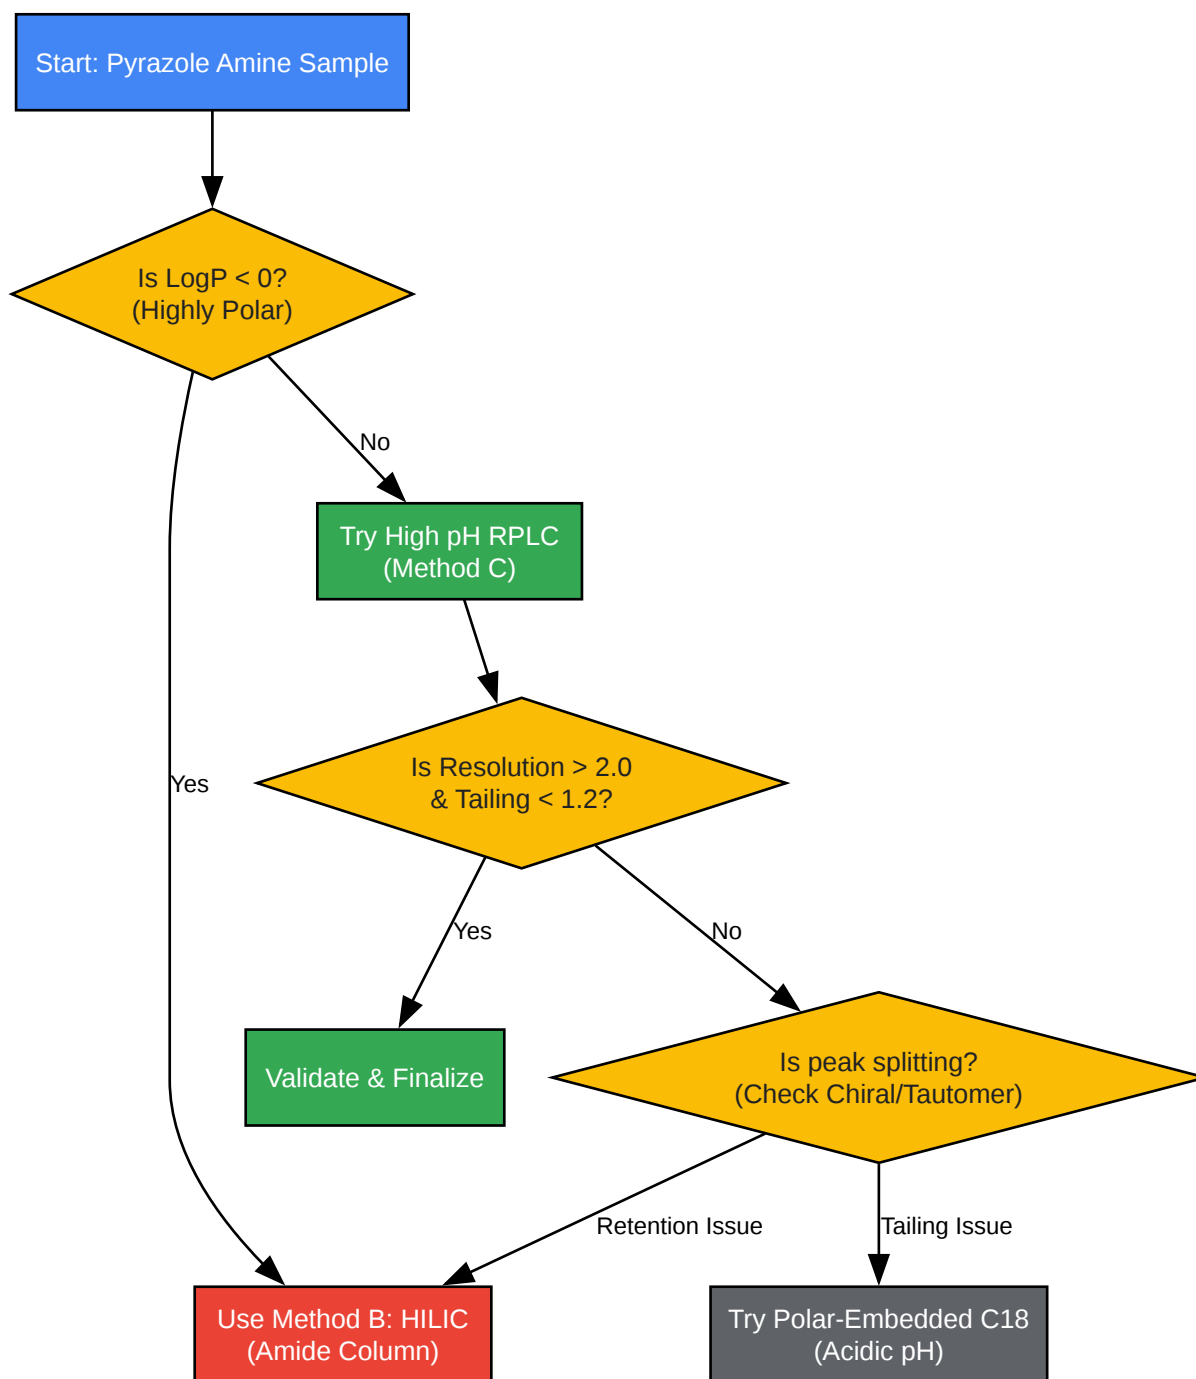 Start: Pyrazole Amine Sample
Is LogP < 0?
(Highly Polar)
No
Try High pH RPLC
(Method C)
Is Resolution > 2.0
& Tailing < 1.2?
Yes
Yes
No
Validate & Finalize
Is peak splitting?
(Check Chiral/Tautomer)
Retention Issue
Tailing Issue
Use Method B: HILIC
(Amide Column)
Try Polar-Embedded C18
(Acidic pH)